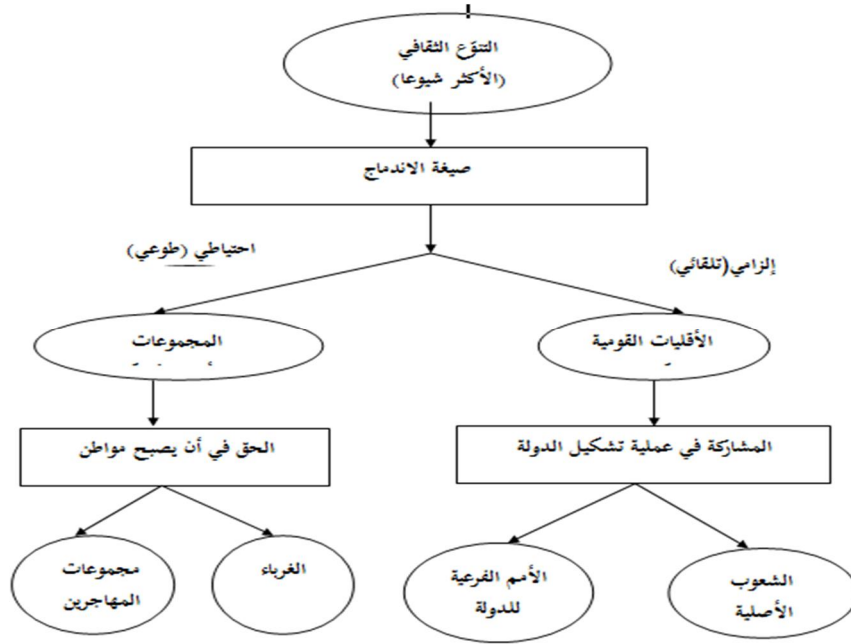 التنوّع الثقافي
(الأكثر شيوعا)
صيغة الاندماج
إلزامي(تلقائي)
احتياطي (طوعي)
الأقليات القومية
المجموعات
المشاركة في عملية تشكيل الدولة
الحق في أن يصبح مواطن
الشعوب
الأصلية
الأمم الفرعية
للدولة
الغرباء
مجموعات
المهاجرين